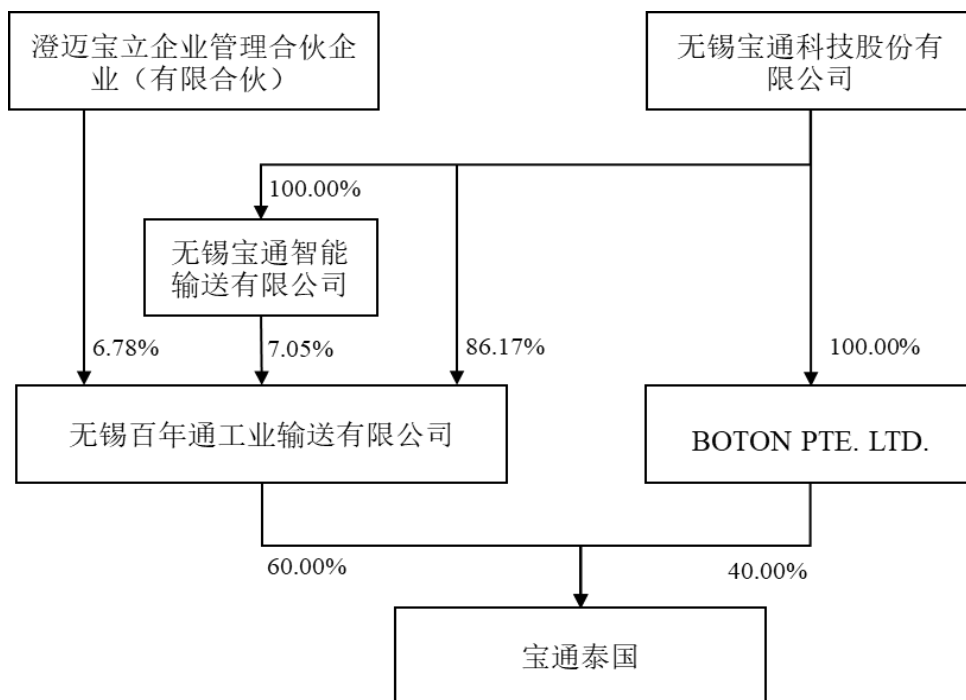 澄迈宝立企业管理合伙企
业（有限合伙）
无锡宝通科技股份有
限公司
100.00%
无锡宝通智能
输送有限公司
6.78%
7.05%
86.17%
100.00%
无锡百年通工业输送有限公司
BOTON PTE. LTD.
60.00%
40.00%
宝通泰国